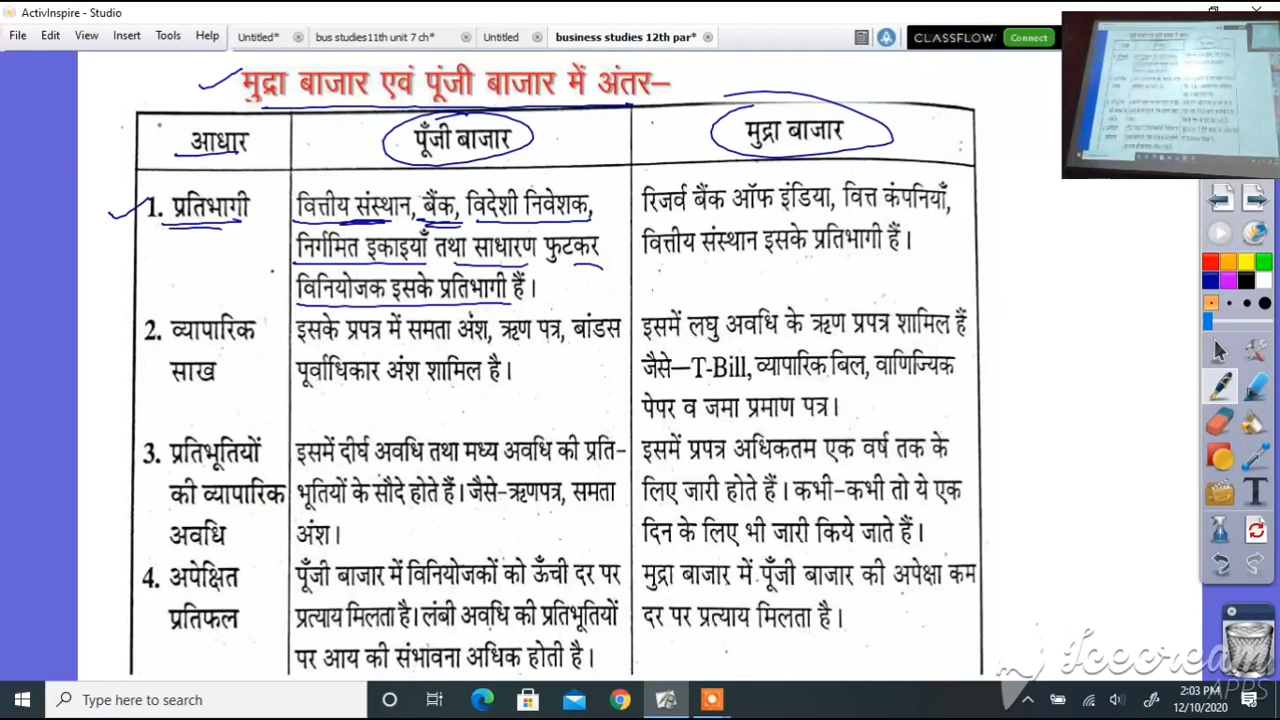 ActivInspire - Studio
File Edit View Insert Tools Help Untitled* bus studies11th unit 7 ch* Untitled business studies 12th par* CLASSFLOW Connect
मुद्रा बाजार एवं पूंजी बाजार में अंतर–
आधार पूँजी बाजार मुद्रा बाजार
1. प्रतिभागी वित्तीय संस्थान, बैंक, विदेशी निवेशक, रिजर्व बैंक ऑफ इंडिया, वित्त कंपनियाँ,
निर्गमित इकाइयाँ तथा साधारण फुटकर वित्तीय संस्थान इसके प्रतिभागी हैं।
विनियोजक इसके प्रतिभागी हैं।
2. व्यापारिक इसके प्रपत्र में समता अंश, ऋण पत्र, बांडस इसमें लघु अवधि के ऋण प्रपत्र शामिल हैं
साख पूर्वाधिकार अंश शामिल है। जैसे—T-Bill, व्यापारिक बिल, वाणिज्यिक
पेपर व जमा प्रमाण पत्र।
3. प्रतिभूतियों इसमें दीर्घ अवधि तथा मध्य अवधि की प्रति- इसमें प्रपत्र अधिकतम एक वर्ष तक के
की व्यापारिक भूतियों के सौदे होते हैं। जैसे-ऋणपत्र, समता लिए जारी होते हैं। कभी-कभी तो ये एक
अवधि अंश। दिन के लिए भी जारी किये जाते हैं।
4. अपेक्षित पूँजी बाजार में विनियोजकों को ऊँची दर पर मुद्रा बाजार में पूँजी बाजार की अपेक्षा कम
प्रतिफल प्रत्याय मिलता है। लंबी अवधि की प्रतिभूतियों दर पर प्रत्याय मिलता है।
पर आय की संभावना अधिक होती है।
Icecream
APPS
Type here to search
2:03 PM
12/10/2020